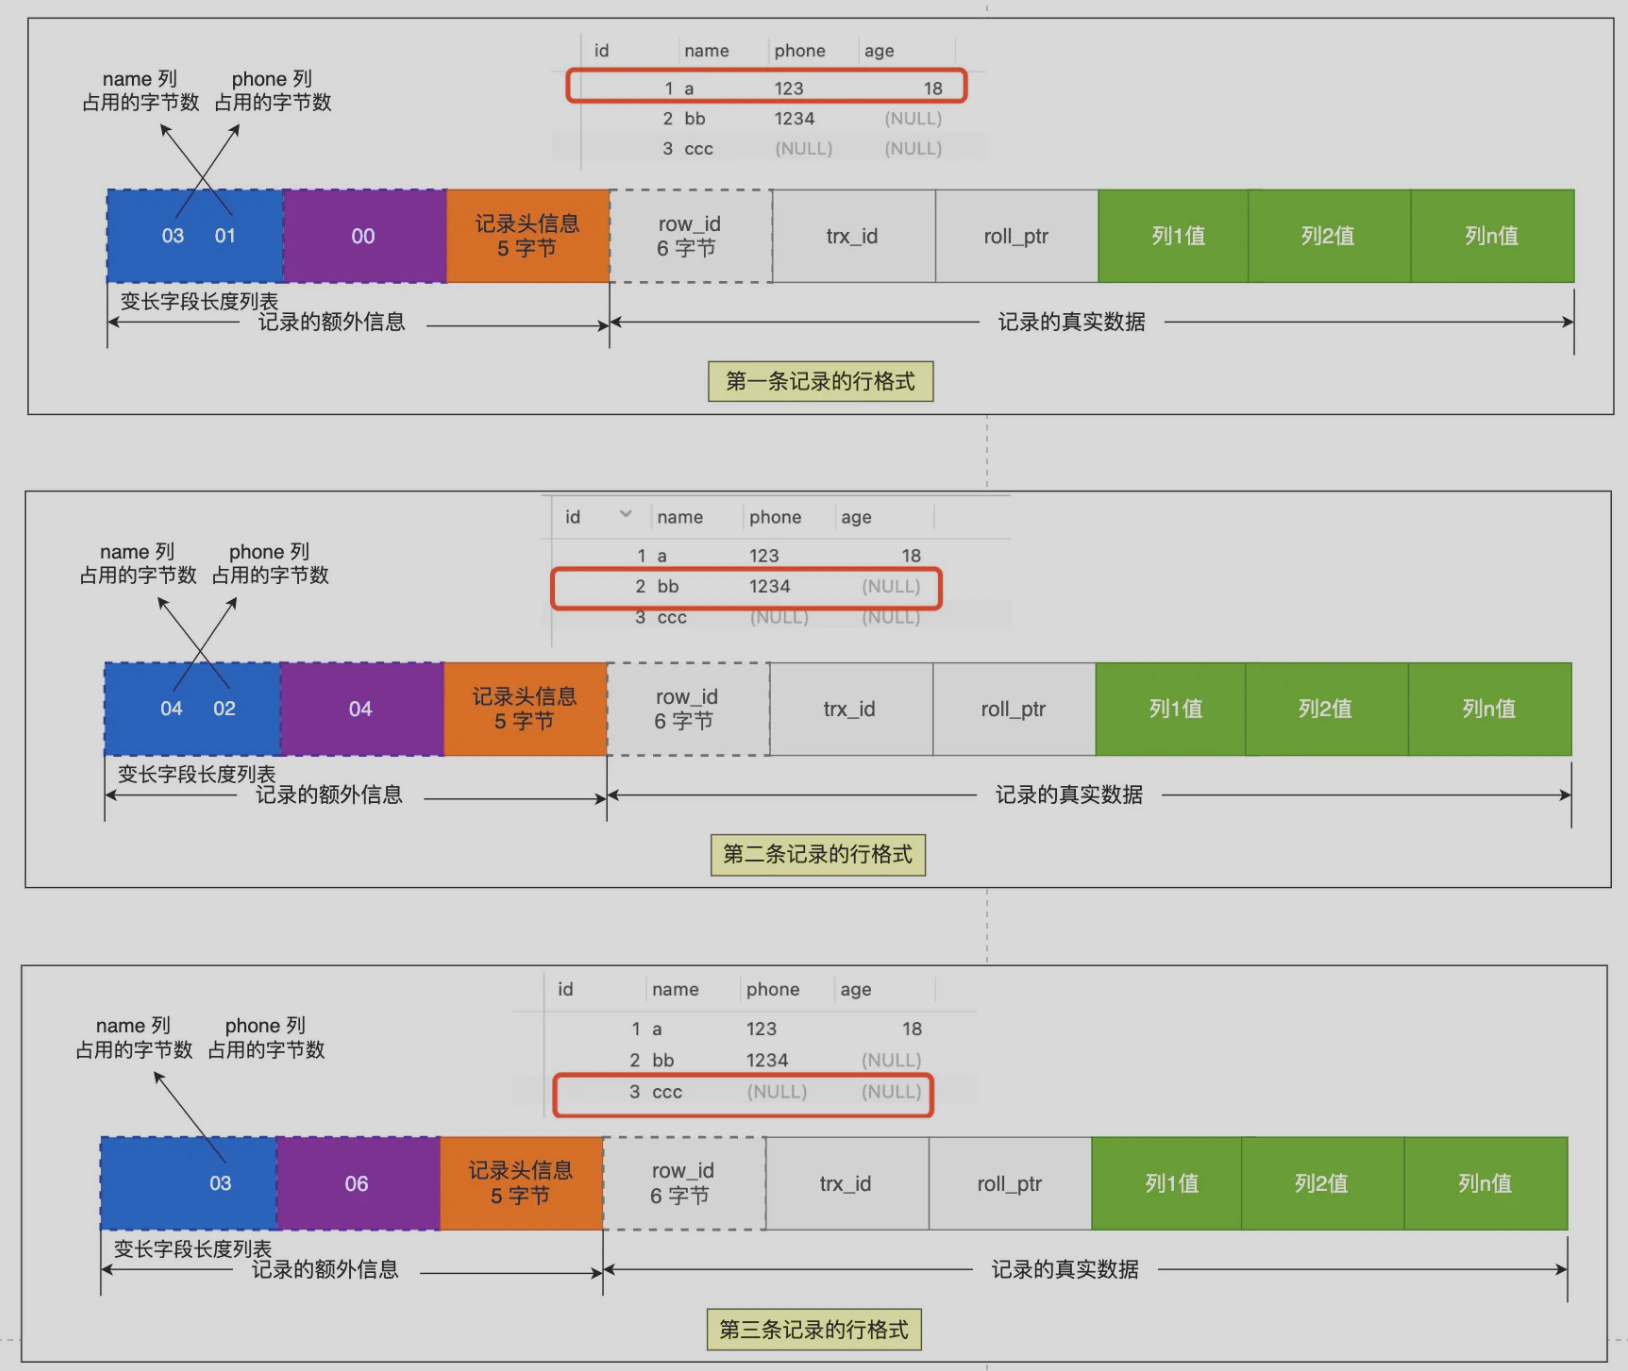 id name phone age
1 a 123 18
2 bb 1234 (NULL)
3 ccc (NULL) (NULL)
name 列 phone 列
占用的字节数 占用的字节数
03 01 00 记录头信息 5 字节 row_id 6 字节 trx_id roll_ptr 列1值 列2值 列n值
变长字段长度列表
记录的额外信息 记录的真实数据
第一条记录的行格式
id name phone age
1 a 123 18
2 bb 1234 (NULL)
3 ccc (NULL) (NULL)
name 列 phone 列
占用的字节数 占用的字节数
04 02 04 记录头信息 5 字节 row_id 6 字节 trx_id roll_ptr 列1值 列2值 列n值
变长字段长度列表
记录的额外信息 记录的真实数据
第二条记录的行格式
id name phone age
1 a 123 18
2 bb 1234 (NULL)
3 ccc (NULL) (NULL)
name 列 phone 列
占用的字节数 占用的字节数
03 06 记录头信息 5 字节 row_id 6 字节 trx_id roll_ptr 列1值 列2值 列n值
变长字段长度列表
记录的额外信息 记录的真实数据
第三条记录的行格式